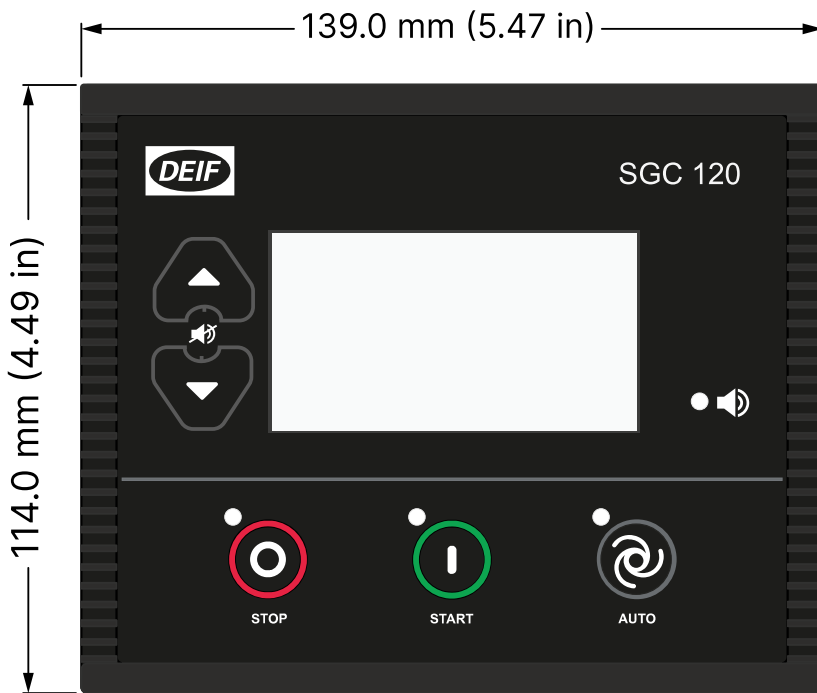 139.0 mm (5.47 in)
114.0 mm (4.49 in)
DEIF
SGC 120
STOP
START
AUTO